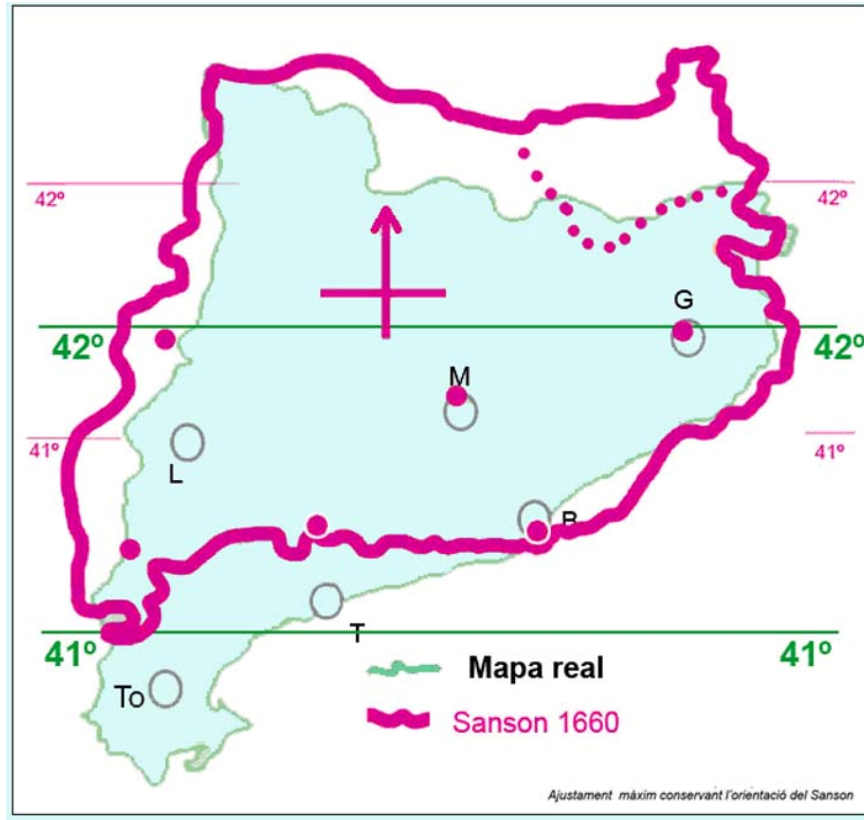 42º
42º
G
42º
42º
M
41º
41º
L
B
T
41º
41º
To
Mapa real
Sanson 1660
Ajustament màxim conservant l'orientació del Sanson